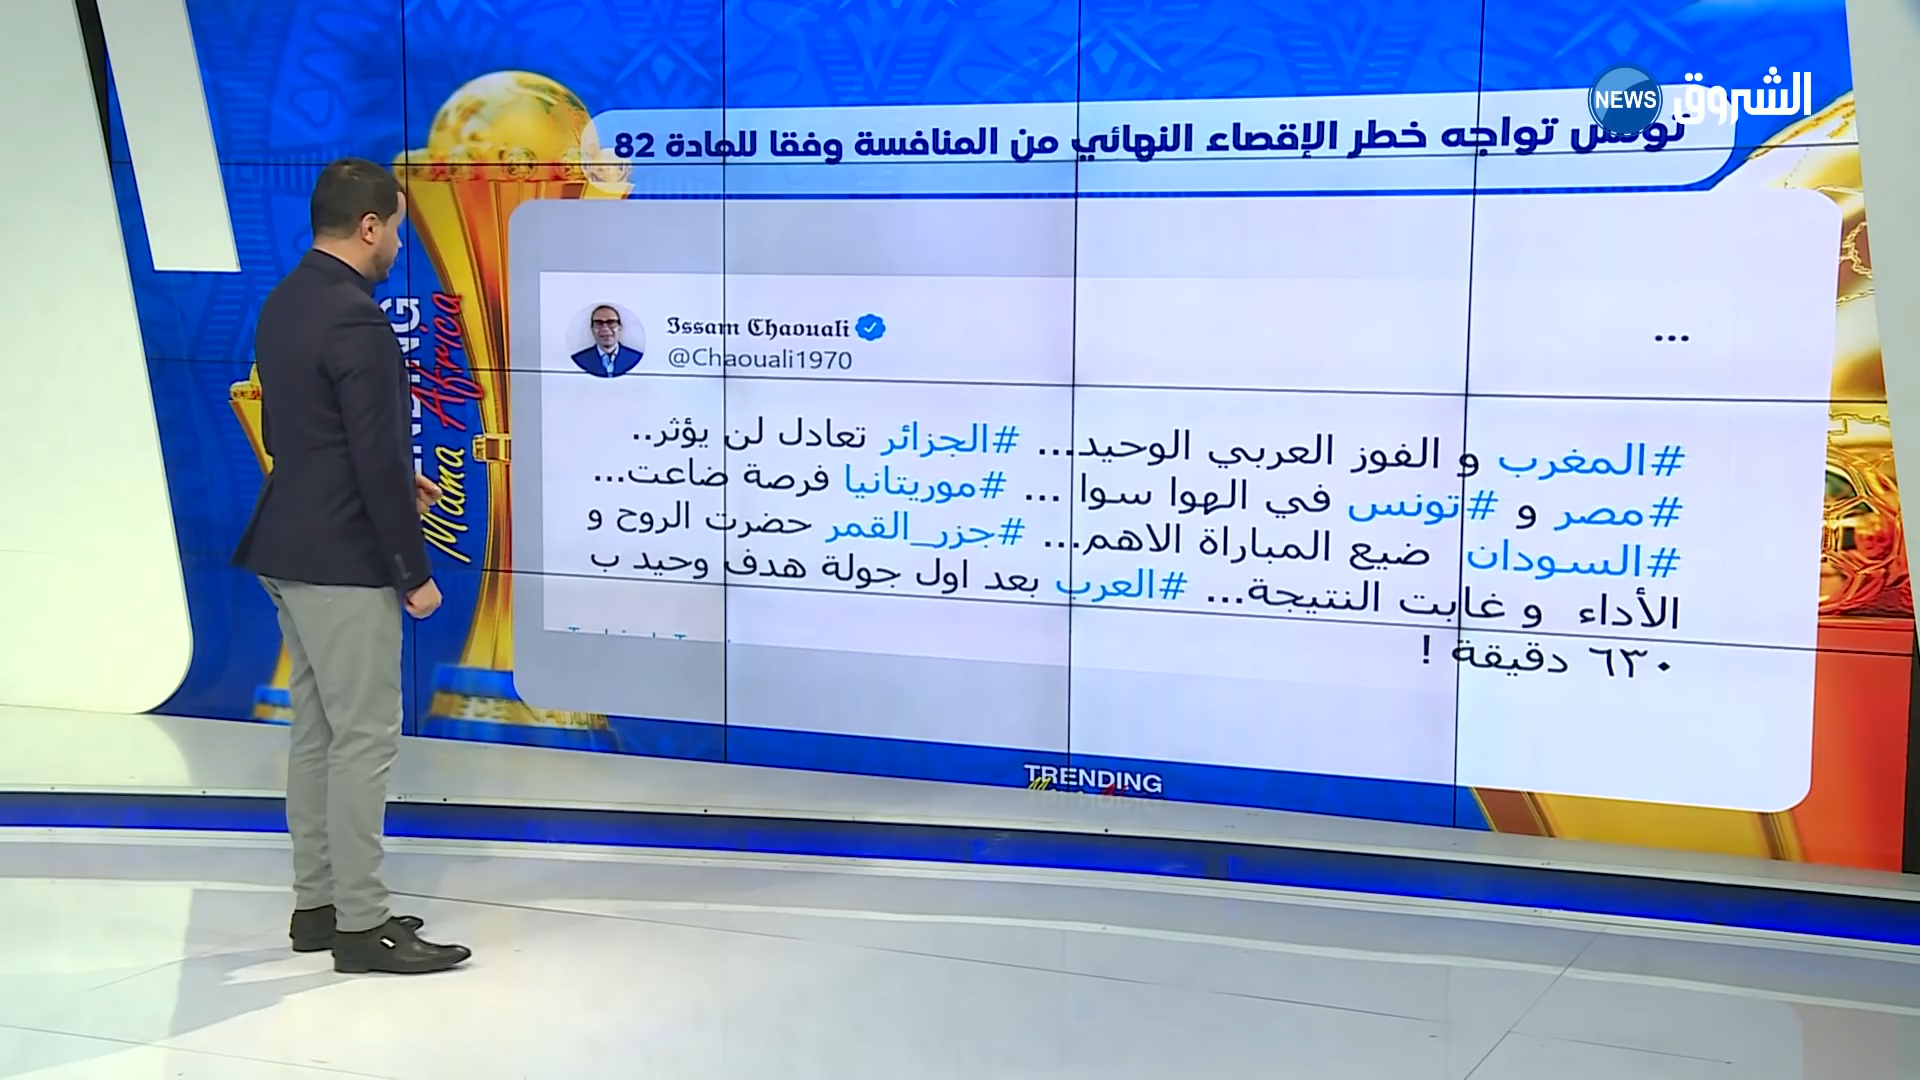 الشروق
NEWS
تونس تواجه خطر الإقصاء النهائي من المنافسة وفقا للمادة 82
Issam Chaouali
@Chaouali1970
...
#المغرب و الفوز العربي الوحيد... #الجزائر تعادل لن يؤثر..
#مصر و #تونس في الهوا سوا ... #موريتانيا فرصة ضاعت...
#السودان ضيع المباراة الاهم... #جزر_القمر حضرت الروح و
الأداء و غابت النتيجة... #العرب بعد اول جولة هدف وحيد ب
٦٣٠ دقيقة !
Mama Africa
TRENDING